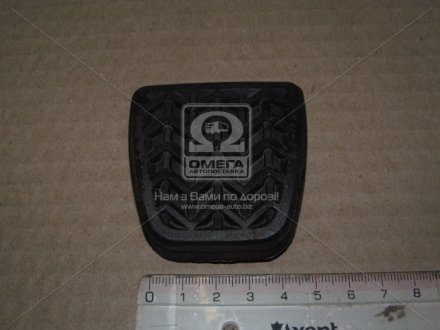 ОМЕГА
АВТОПОСТАВКА
Нам з Вами по дорозі!
www.omega-auto.biz
0 1 2 3 4 5 6 7 8